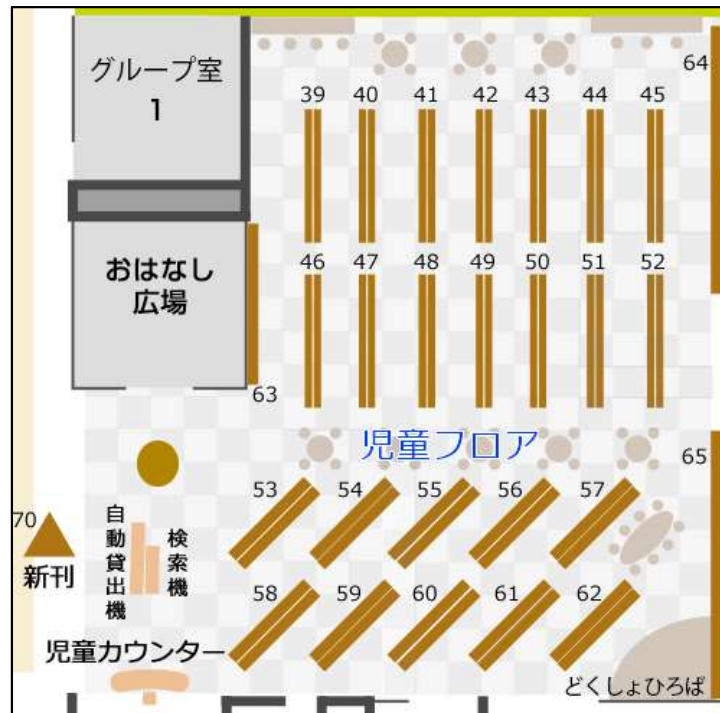 グループ室
1
64
39 40 41 42 43 44 45
おはなし
広場
46 47 48 49 50 51 52
63
児童フロア
65
53 54 55 56 57
70
新刊
自動貸出機
検索機
58 59 60 61 62
児童カウンター
どくしょひろば